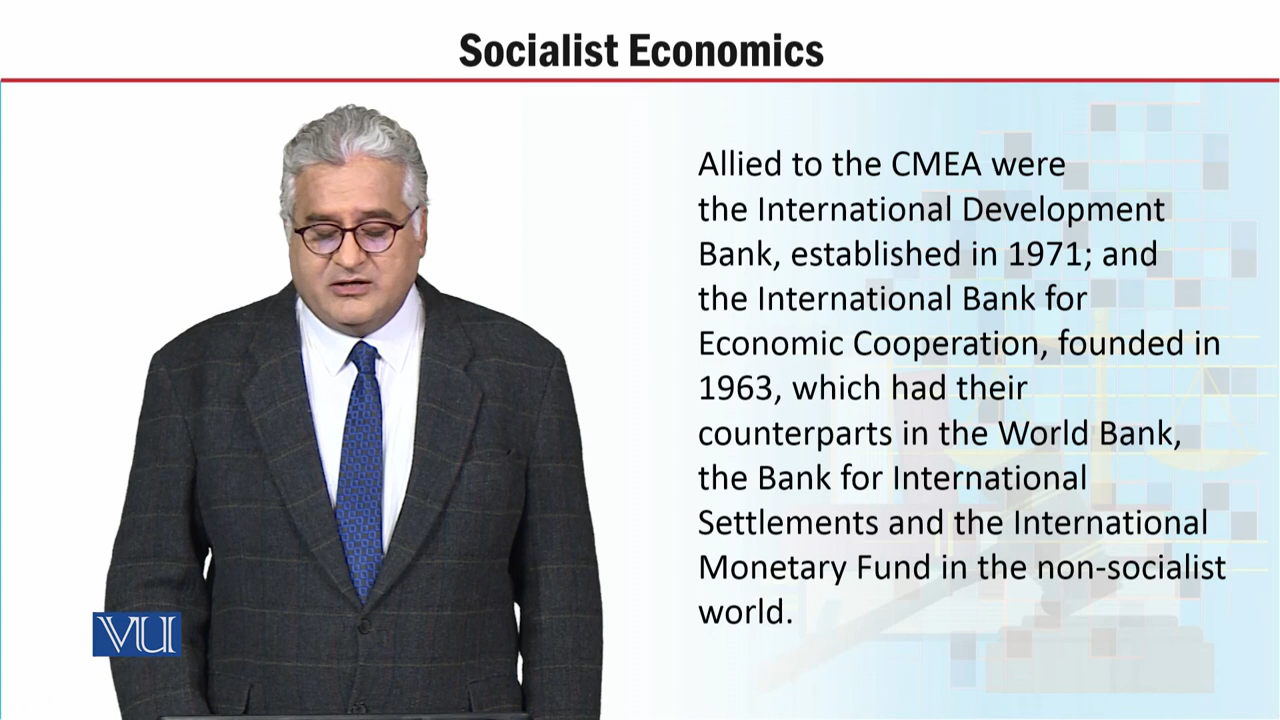 Socialist Economics
Allied to the CMEA were
the International Development
Bank, established in 1971; and
the International Bank for
Economic Cooperation, founded in
1963, which had their
counterparts in the World Bank,
the Bank for International
Settlements and the International
Monetary Fund in the non-socialist
world.
VU